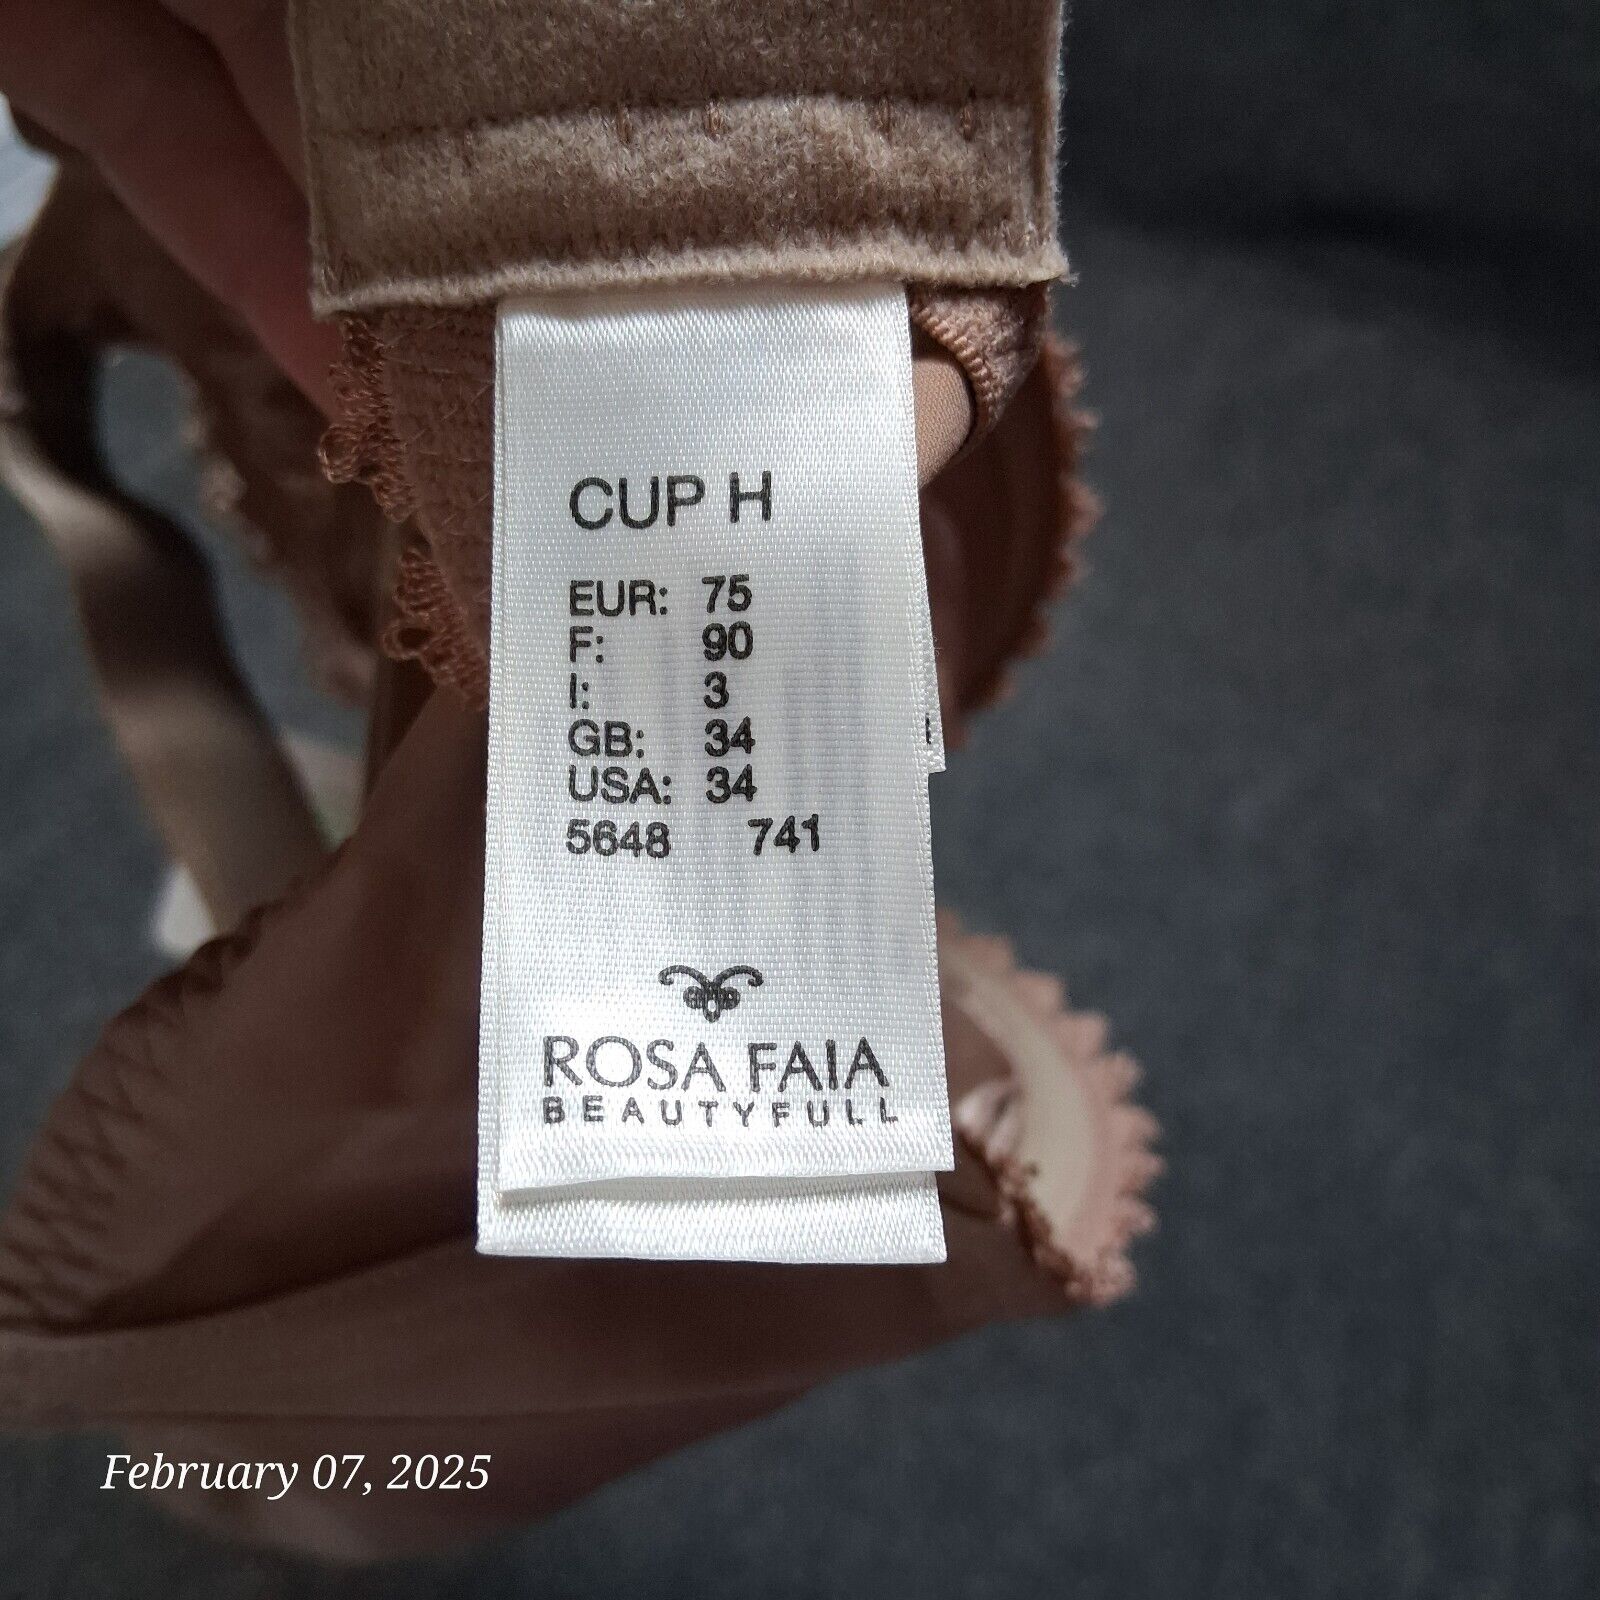 CUP H
EUR: 75
F: 90
I: 3
GB: 34
USA: 34
5648 741
ROSA FAIA
BEAUTYFULL
February 07, 2025